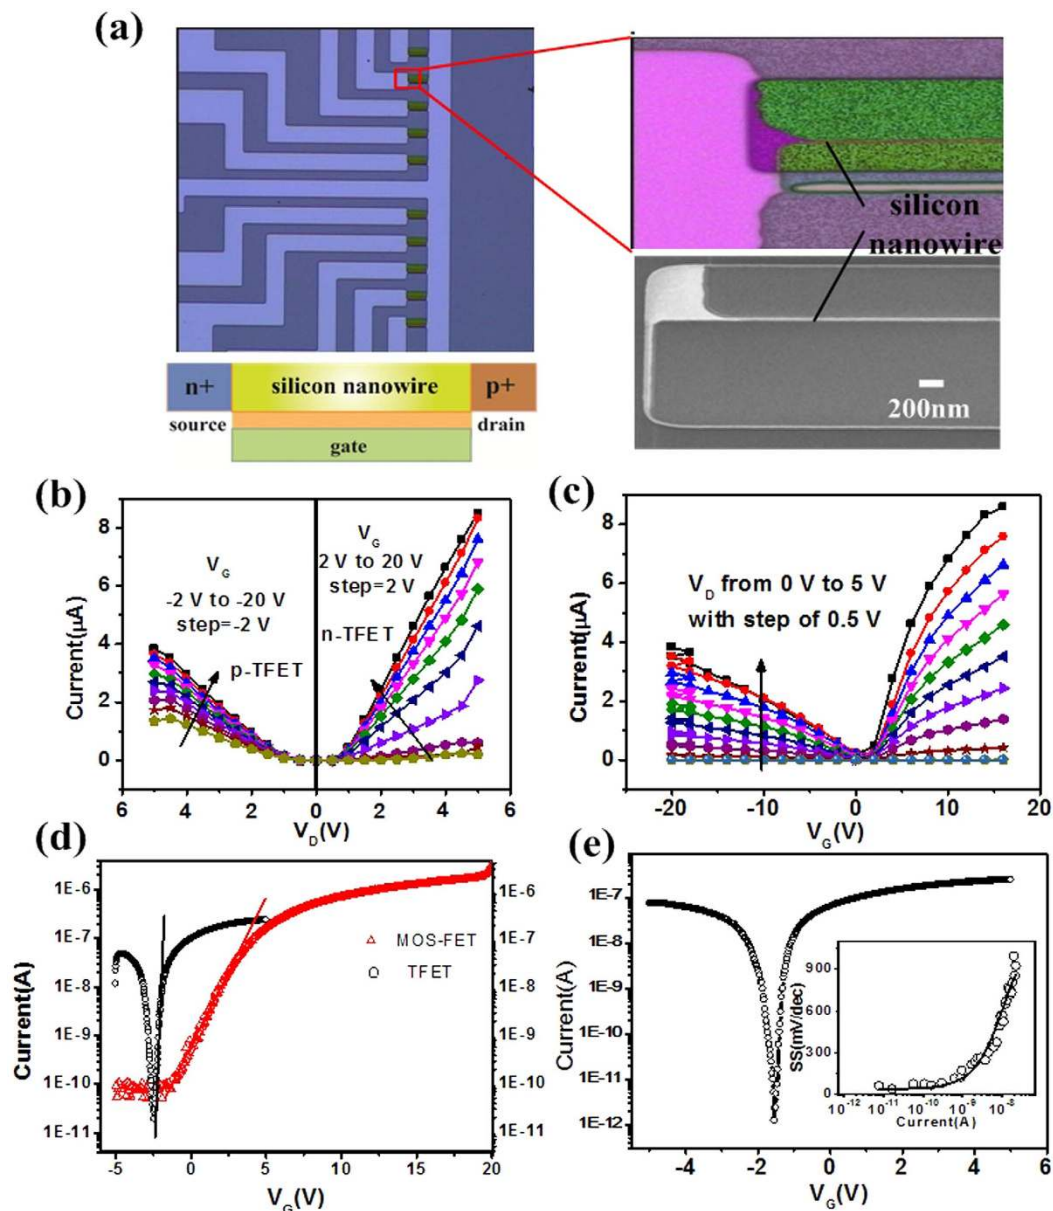 (a)
silicon
nanowire
200nm
n+
silicon nanowire
p+
source
drain
gate
(b)
V_G
-2 V to -20 V
step=-2 V
p-TFET
V_G
2 V to 20 V
step=2 V
n-TFET
Current(μA)
8
6
4
2
0
6 4 2 0 2 4 6
V_D(V)
(c)
V_D from 0 V to 5 V
with step of 0.5 V
Current(μA)
8
6
4
2
0
-20 -10 0 10 20
V_G(V)
(d)
Current(A)
1E-6
1E-7
1E-8
1E-9
1E-10
1E-11
MOS-FET
TFET
1E-6
1E-7
1E-8
1E-9
1E-10
1E-11
-5 0 5 10 15 20
V_G(V)
(e)
Current(A)
1E-7
1E-8
1E-9
1E-10
1E-11
1E-12
-4 -2 0 2 4 6
V_G(V)
SS(mV/dec)
900
600
300
0
10^-12 10^-11 10^-10 10^-9 10^-8
Current(A)